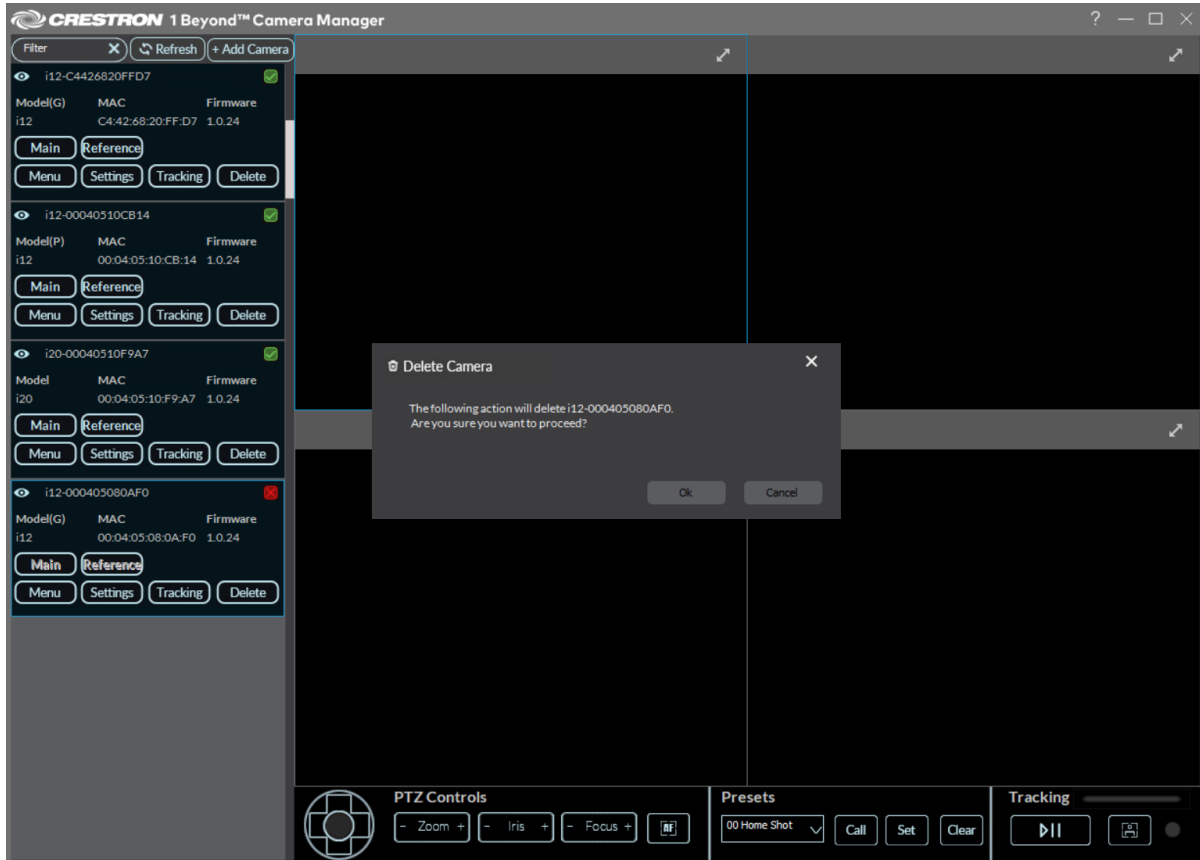 CRESTRON 1 Beyond™ Camera Manager ?
Filter Refresh + Add Camera
i12-C4426820FFD7
Model(G) MAC Firmware
i12 C4:42:68:20:FF:D7 1.0.24
Main Reference
Menu Settings Tracking Delete
i12-00040510CB14
Model(P) MAC Firmware
i12 00:04:05:10:CB:14 1.0.24
Main Reference
Menu Settings Tracking Delete
i20-00040510F9A7
Model MAC Firmware
i20 00:04:05:10:F9:A7 1.0.24
Main Reference
Menu Settings Tracking Delete
i12-000405080AF0
Model(G) MAC Firmware
i12 00:04:05:08:0A:F0 1.0.24
Main Reference
Menu Settings Tracking Delete
Delete Camera
The following action will delete i12-000405080AF0.
Are you sure you want to proceed?
Ok Cancel
PTZ Controls
- Zoom + - Iris + - Focus + AF
Presets
00 Home Shot Call Set Clear
Tracking